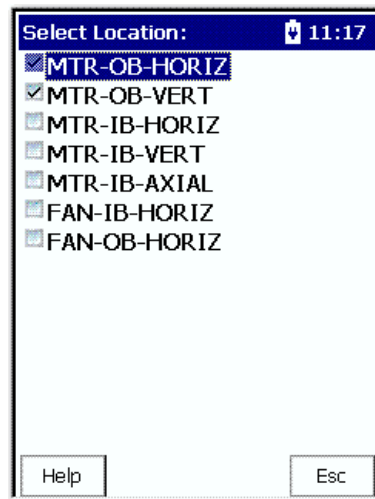 Select Location: 11:17
MTR-OB-HORIZ
MTR-OB-VERT
MTR-IB-HORIZ
MTR-IB-VERT
MTR-IB-AXIAL
FAN-IB-HORIZ
FAN-OB-HORIZ
Help Esc